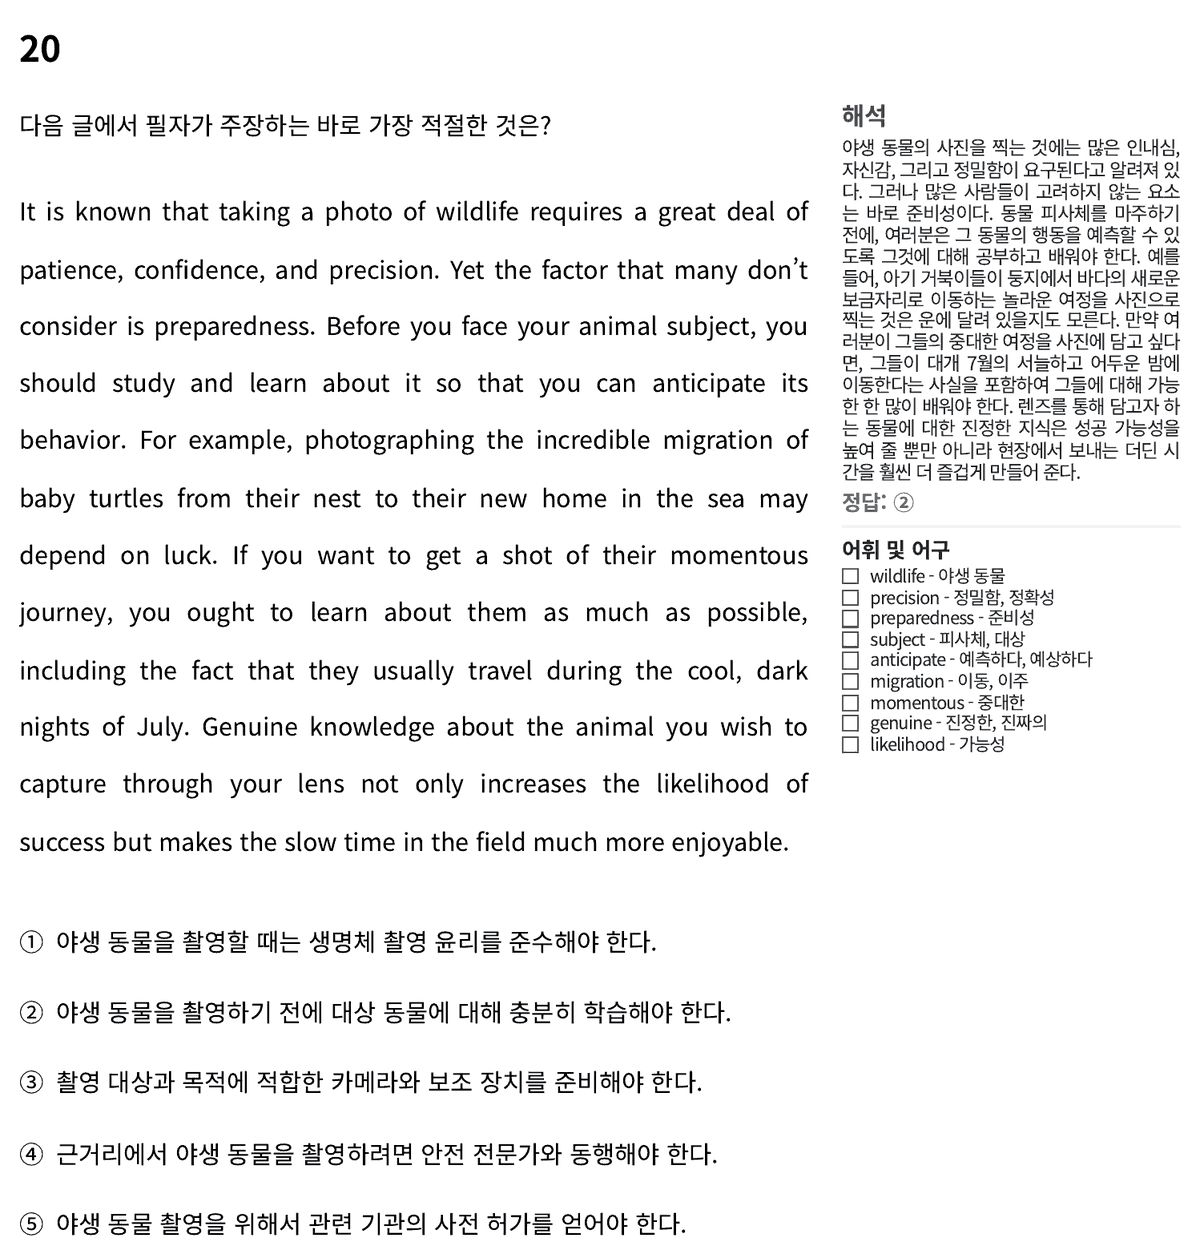 20
다음 글에서 필자가 주장하는 바로 가장 적절한 것은?
It is known that taking a photo of wildlife requires a great deal of
patience, confidence, and precision. Yet the factor that many don’t
consider is preparedness. Before you face your animal subject, you
should study and learn about it so that you can anticipate its
behavior. For example, photographing the incredible migration of
baby turtles from their nest to their new home in the sea may
depend on luck. If you want to get a shot of their momentous
journey, you ought to learn about them as much as possible,
including the fact that they usually travel during the cool, dark
nights of July. Genuine knowledge about the animal you wish to
capture through your lens not only increases the likelihood of
success but makes the slow time in the field much more enjoyable.
① 야생 동물을 촬영할 때는 생명체 촬영 윤리를 준수해야 한다.
② 야생 동물을 촬영하기 전에 대상 동물에 대해 충분히 학습해야 한다.
③ 촬영 대상과 목적에 적합한 카메라와 보조 장치를 준비해야 한다.
④ 근거리에서 야생 동물을 촬영하려면 안전 전문가와 동행해야 한다.
⑤ 야생 동물 촬영을 위해서 관련 기관의 사전 허가를 얻어야 한다.
해석
야생 동물의 사진을 찍는 것에는 많은 인내심,
자신감, 그리고 정밀함이 요구된다고 알려져 있
다. 그러나 많은 사람들이 고려하지 않는 요소
는 바로 준비성이다. 동물 피사체를 마주하기
전에, 여러분은 그 동물의 행동을 예측할 수 있
도록 그것에 대해 공부하고 배워야 한다. 예를
들어, 아기 거북이들이 둥지에서 바다의 새로운
보금자리로 이동하는 놀라운 여정을 사진으로
찍는 것은 운에 달려 있을지도 모른다. 만약 여
러분이 그들의 중대한 여정을 사진에 담고 싶다
면, 그들이 대개 7월의 서늘하고 어두운 밤에
이동한다는 사실을 포함하여 그들에 대해 가능
한 한 많이 배워야 한다. 렌즈를 통해 담고자 하
는 동물에 대한 진정한 지식은 성공 가능성을
높여 줄 뿐만 아니라 현장에서 보내는 더딘 시
간을 훨씬 더 즐겁게 만들어 준다.
정답: ②
어휘 및 어구
wildlife - 야생 동물
precision - 정밀함, 정확성
preparedness - 준비성
subject - 피사체, 대상
anticipate - 예측하다, 예상하다
migration - 이동, 이주
momentous - 중대한
genuine - 진정한, 진짜의
likelihood - 가능성